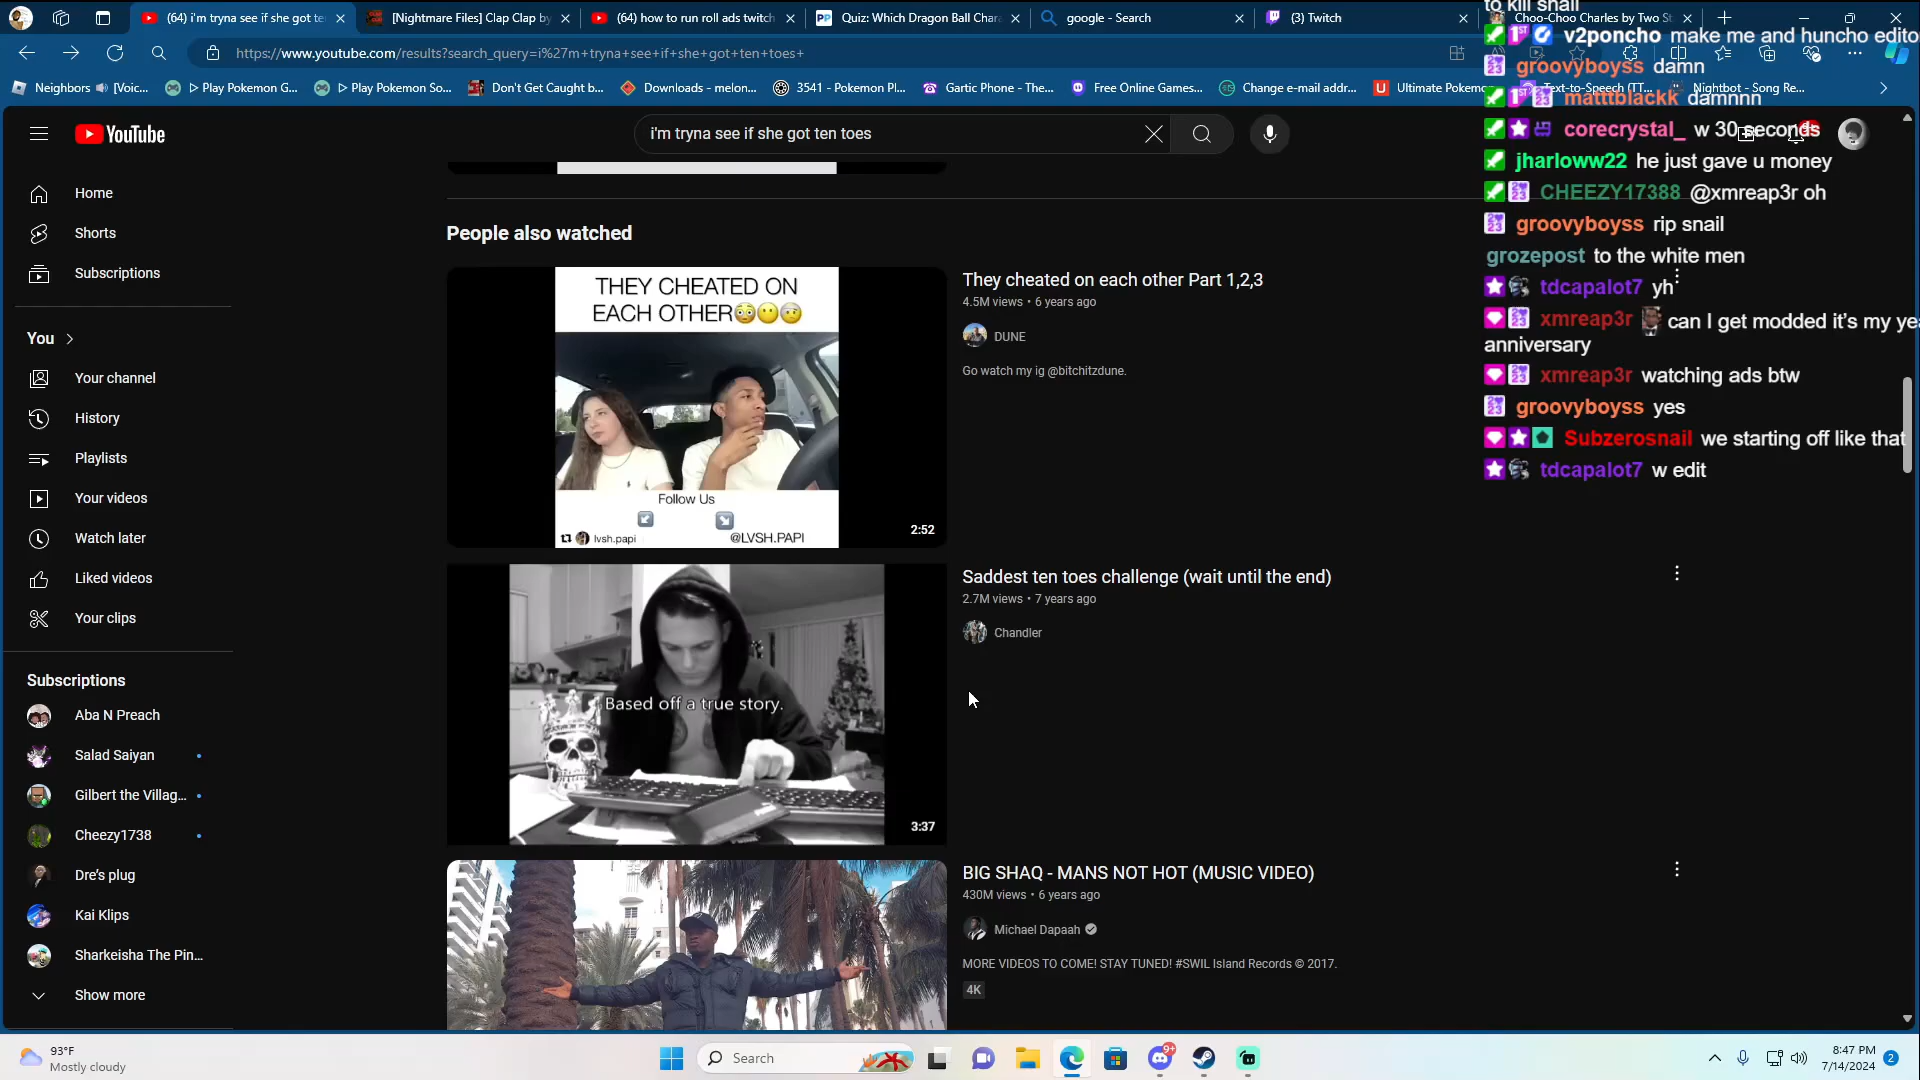 (64) i'm tryna see if she got te
[Nightmare Files] Clap Clap by
(64) how to run roll ads twitch
Quiz: Which Dragon Ball Chara
google - Search
(3) Twitch
Choo-Choo Charles by Two St
https://www.youtube.com/results?search_query=i%27m+tryna+see+if+she+got+ten+toes+
Neighbors
[Voic...
▷ Play Pokemon G...
▷ Play Pokemon So...
Don't Get Caught b...
Downloads - melon...
3541 - Pokemon Pl...
Gartic Phone - The...
Free Online Games...
Change e-mail addr...
Ultimate Pokemo
Text-to-Speech (TT...
Nightbot - Song Re...
YouTube
i'm tryna see if she got ten toes
Home
Shorts
Subscriptions
You
Your channel
History
Playlists
Your videos
Watch later
Liked videos
Your clips
Subscriptions
Aba N Preach
Salad Saiyan
Gilbert the Villag...
Cheezy1738
Dre's plug
Kai Klips
Sharkeisha The Pin...
Show more
People also watched
THEY CHEATED ON
EACH OTHER
Follow Us
lvsh.papi
@LVSH.PAPI
2:52
They cheated on each other Part 1,2,3
4.5M views • 6 years ago
DUNE
Go watch my ig @bitchitzdune.
Based off a true story.
3:37
Saddest ten toes challenge (wait until the end)
2.7M views • 7 years ago
Chandler
BIG SHAQ - MANS NOT HOT (MUSIC VIDEO)
430M views • 6 years ago
Michael Dapaah
MORE VIDEOS TO COME! STAY TUNED! #SWIL Island Records © 2017.
4K
to kill snail
v2poncho make me and huncho edito
groovyboyss damn
matttblackk damnnn
corecrystal_ w 30 seconds
jharloww22 he just gave u money
CHEEZY17388 @xmreap3r oh
groovyboyss rip snail
grozepost to the white men
tdcapalot7 yh
xmreap3r can I get modded it's my yea
anniversary
xmreap3r watching ads btw
groovyboyss yes
Subzerosnail we starting off like that
tdcapalot7 w edit
93°F
Mostly cloudy
Search
9+
8:47 PM
7/14/2024
2